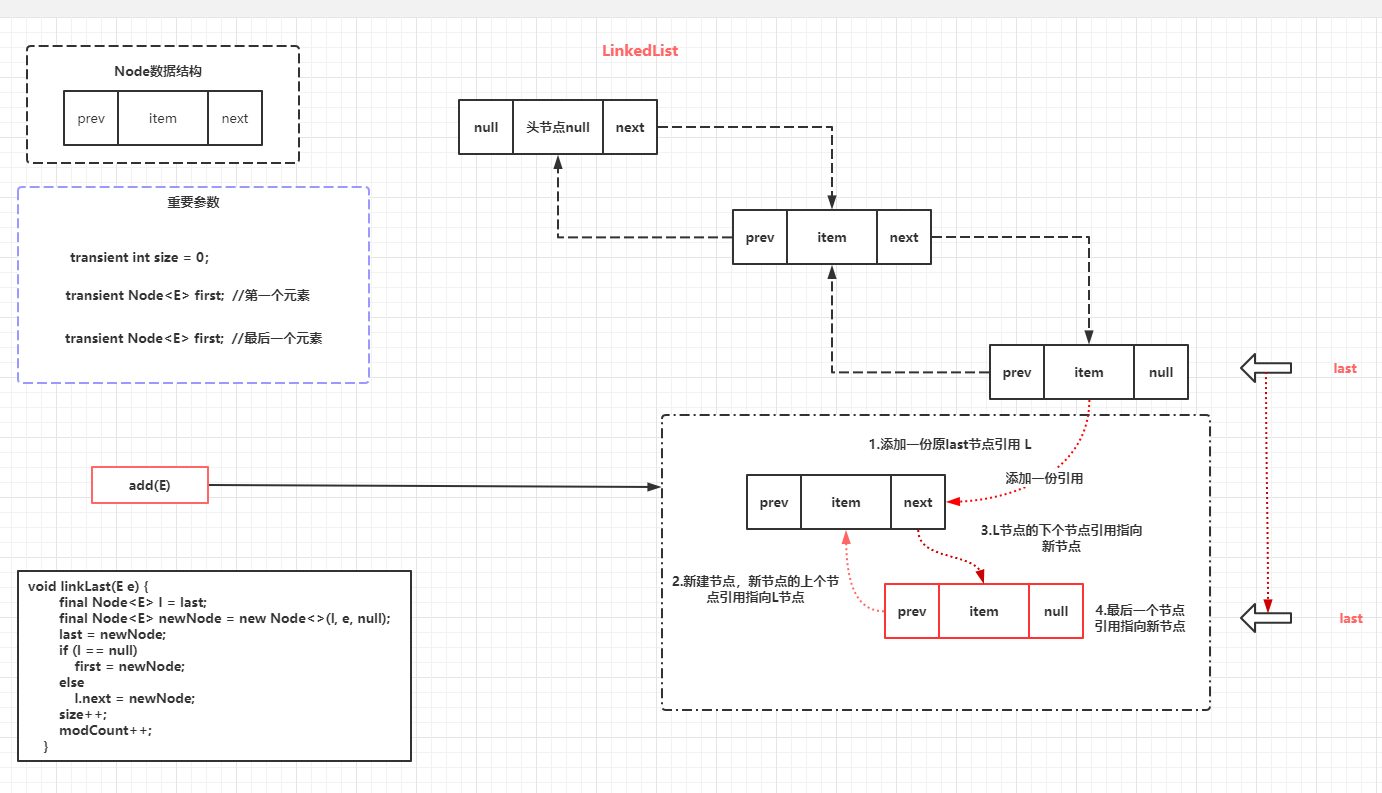 LinkedList
Node数据结构
prev item next
null 头节点null next
重要参数
transient int size = 0;
transient Node<E> first;  //第一个元素
transient Node<E> first;  //最后一个元素
prev item next
prev item null
last
add(E)
1.添加一份原last节点引用 L
添加一份引用
prev item next
3.L节点的下个节点引用指向
新节点
2.新建节点，新节点的上个节
点引用指向L节点
prev item null
4.最后一个节点
引用指向新节点
last
void linkLast(E e) {
final Node<E> l = last;
final Node<E> newNode = new Node<>(l, e, null);
last = newNode;
if (l == null)
first = newNode;
else
l.next = newNode;
size++;
modCount++;
}